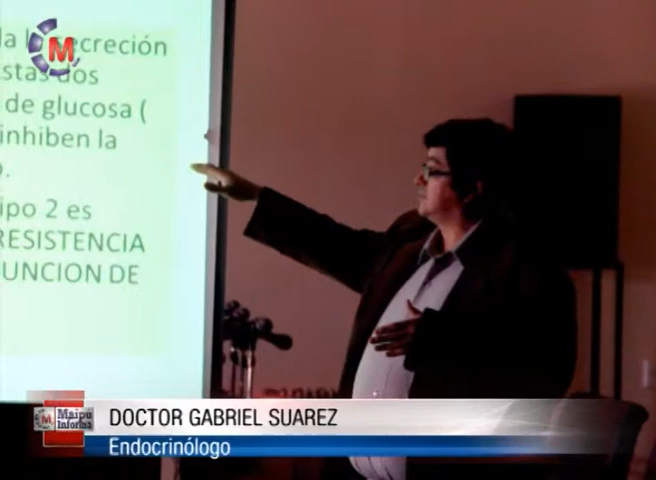 la l secreción
M
stas dos
de glucosa (
inhiben la
).
ipo 2 es
RESISTENCIA
UNCION DE
M Maipu
Informa
DOCTOR GABRIEL SUAREZ
Endocrinólogo